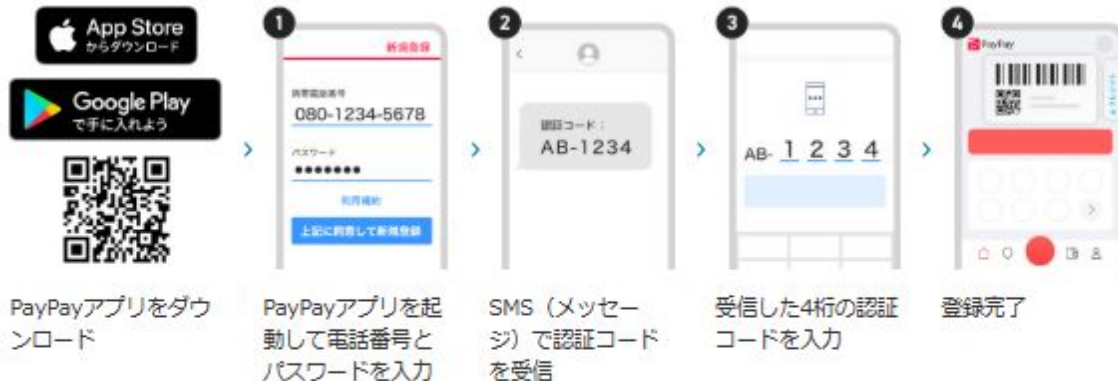 App Store
からダウンロード
Google Play
で手に入れよう
PayPayアプリをダウ
ンロード
1
新規登録
携帯電話番号
080-1234-5678
パスワード
●●●●●●●
利用規約
上記に同意して新規登録
PayPayアプリを起
動して電話番号と
パスワードを入力
2
認証コード：
AB-1234
SMS（メッセー
ジ）で認証コード
を受信
3
AB- 1 2 3 4
受信した4桁の認証
コードを入力
4
PayPay
登録完了